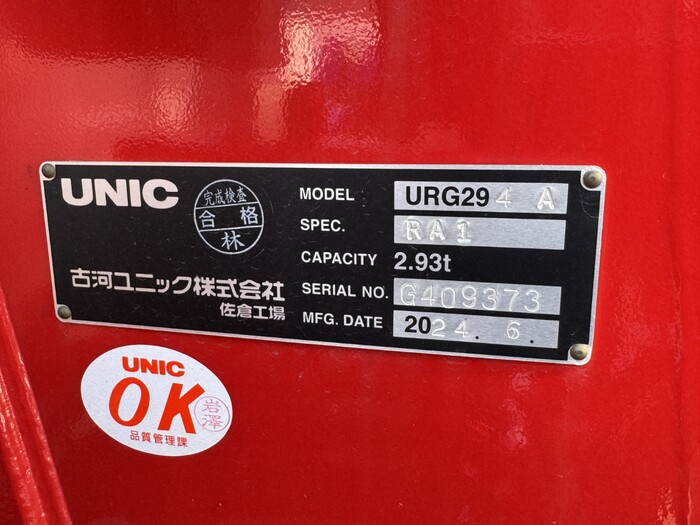 UNIC
完成検査
合格
林
古河ユニック株式会社
佐倉工場
MODEL URG294 A
SPEC. RA1
CAPACITY 2.93t
SERIAL NO. G409373
MFG. DATE 2024. 6.
UNIC
OK
岩澤
品質管理課